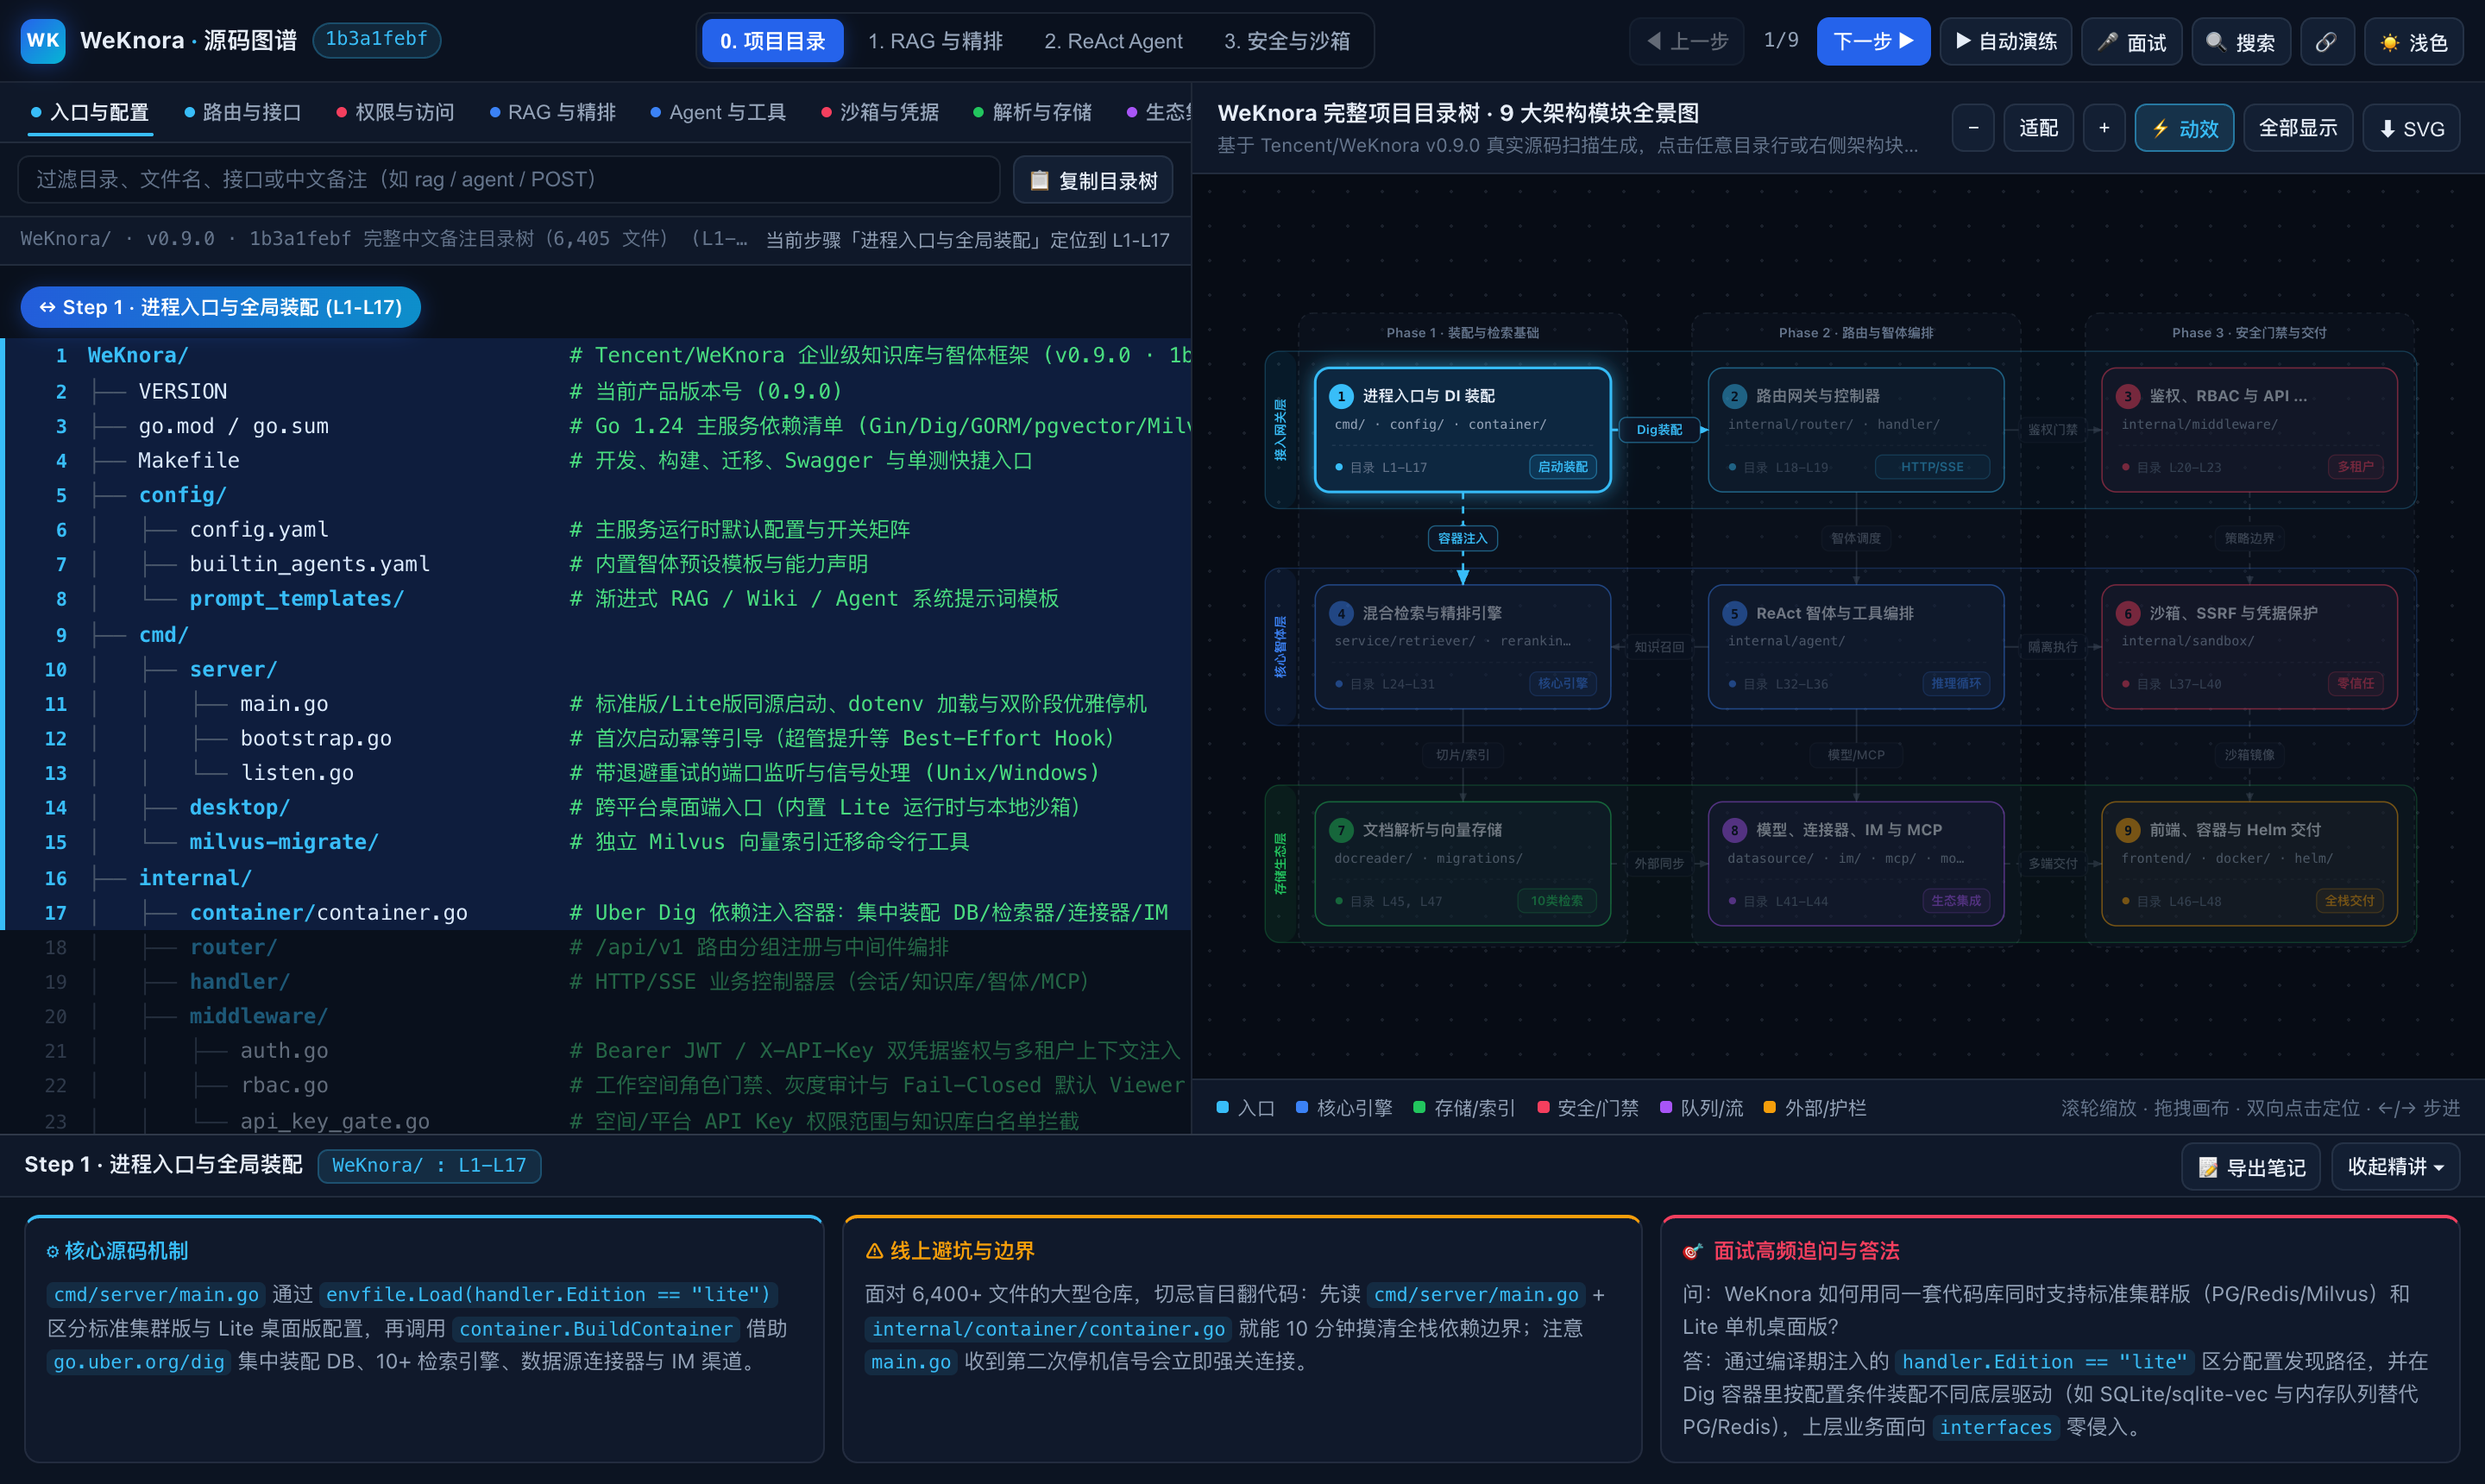 WK WeKnora · 源码图谱 1b3a1febf
0. 项目目录 1. RAG 与精排 2. ReAct Agent 3. 安全与沙箱
◀ 上一步 1/9 下一步 ▶ ▶ 自动演练 🎤 面试 🔍 搜索 🔗 ☀️ 浅色
入口与配置 路由与接口 权限与访问 RAG 与精排 Agent 与工具 沙箱与凭据 解析与存储 生态
过滤目录、文件名、接口或中文备注（如 rag / agent / POST） 📋 复制目录树
WeKnora/ · v0.9.0 · 1b3a1febf 完整中文备注目录树（6,405 文件） (L1-… 当前步骤「进程入口与全局装配」定位到 L1-L17
↔ Step 1 · 进程入口与全局装配 (L1-L17)
1 WeKnora/ # Tencent/WeKnora 企业级知识库与智体框架 (v0.9.0 · 1b
2 ├── VERSION # 当前产品版本号 (0.9.0)
3 ├── go.mod / go.sum # Go 1.24 主服务依赖清单 (Gin/Dig/GORM/pgvector/Milv
4 ├── Makefile # 开发、构建、迁移、Swagger 与单测快捷入口
5 ├── config/
6 │ ├── config.yaml # 主服务运行时默认配置与开关矩阵
7 │ ├── builtin_agents.yaml # 内置智体预设模板与能力声明
8 │ └── prompt_templates/ # 渐进式 RAG / Wiki / Agent 系统提示词模板
9 ├── cmd/
10 │ ├── server/
11 │ │ ├── main.go # 标准版/Lite版同源启动、dotenv 加载与双阶段优雅停机
12 │ │ ├── bootstrap.go # 首次启动幂等引导（超管提升等 Best-Effort Hook）
13 │ │ └── listen.go # 带退避重试的端口监听与信号处理 (Unix/Windows)
14 │ ├── desktop/ # 跨平台桌面端入口（内置 Lite 运行时与本地沙箱）
15 │ └── milvus-migrate/ # 独立 Milvus 向量索引迁移命令行工具
16 ├── internal/
17 │ ├── container/container.go # Uber Dig 依赖注入容器：集中装配 DB/检索器/连接器/IM
18 │ ├── router/ # /api/v1 路由分组注册与中间件编排
19 │ ├── handler/ # HTTP/SSE 业务控制器层（会话/知识库/智体/MCP）
20 │ ├── middleware/
21 │ │ ├── auth.go # Bearer JWT / X-API-Key 双凭据鉴权与多租户上下文注入
22 │ │ ├── rbac.go # 工作空间角色门禁、灰度审计与 Fail-Closed 默认 Viewer
23 │ │ └── api_key_gate.go # 空间/平台 API Key 权限范围与知识库白名单拦截
WeKnora 完整项目目录树 · 9 大架构模块全景图
基于 Tencent/WeKnora v0.9.0 真实源码扫描生成，点击任意目录行或右侧架构块…
− 适配 + ⚡ 动效 全部显示 ⬇ SVG
Phase 1 · 装配与检索基础 Phase 2 · 路由与智体编排 Phase 3 · 安全门禁与交付
接入网关层
1 进程入口与 DI 装配
cmd/ · config/ · container/
目录 L1-L17 启动装配
Dig装配
2 路由网关与控制器
internal/router/ · handler/
目录 L18-L19 HTTP/SSE
鉴权门禁
3 鉴权、RBAC 与 API …
internal/middleware/
目录 L20-L23 多租户
容器注入 智体调度 策略边界
核心智体层
4 混合检索与精排引擎
service/retriever/ · rerankin…
目录 L24-L31 核心引擎
知识召回
5 ReAct 智体与工具编排
internal/agent/
目录 L32-L36 推理循环
隔离执行
6 沙箱、SSRF 与凭据保护
internal/sandbox/
目录 L37-L40 零信任
切片/索引 模型/MCP 沙箱镜像
存储生态层
7 文档解析与向量存储
docreader/ · migrations/
目录 L45, L47 10类检索
外部同步
8 模型、连接器、IM 与 MCP
datasource/ · im/ · mcp/ · mo…
目录 L41-L44 生态集成
多端交付
9 前端、容器与 Helm 交付
frontend/ · docker/ · helm/
目录 L46-L48 全栈交付
入口 核心引擎 存储/索引 安全/门禁 队列/流 外部/护栏
滚轮缩放 · 拖拽画布 · 双向点击定位 · ←/→ 步进
Step 1 · 进程入口与全局装配 WeKnora/ : L1-L17
📝 导出笔记 收起精讲 ▾
⚙ 核心源码机制
cmd/server/main.go 通过 envfile.Load(handler.Edition == "lite")
区分标准集群版与 Lite 桌面版配置，再调用 container.BuildContainer 借助
go.uber.org/dig 集中装配 DB、10+ 检索引擎、数据源连接器与 IM 渠道。
⚠ 线上避坑与边界
面对 6,400+ 文件的大型仓库，切忌盲目翻代码：先读 cmd/server/main.go +
internal/container/container.go 就能 10 分钟摸清全栈依赖边界；注意
main.go 收到第二次停机信号会立即强关连接。
🎯 面试高频追问与答法
问：WeKnora 如何用同一套代码库同时支持标准集群版（PG/Redis/Milvus）和
Lite 单机桌面版？
答：通过编译期注入的 handler.Edition == "lite" 区分配置发现路径，并在
Dig 容器里按配置条件装配不同底层驱动（如 SQLite/sqlite-vec 与内存队列替代
PG/Redis），上层业务面向 interfaces 零侵入。